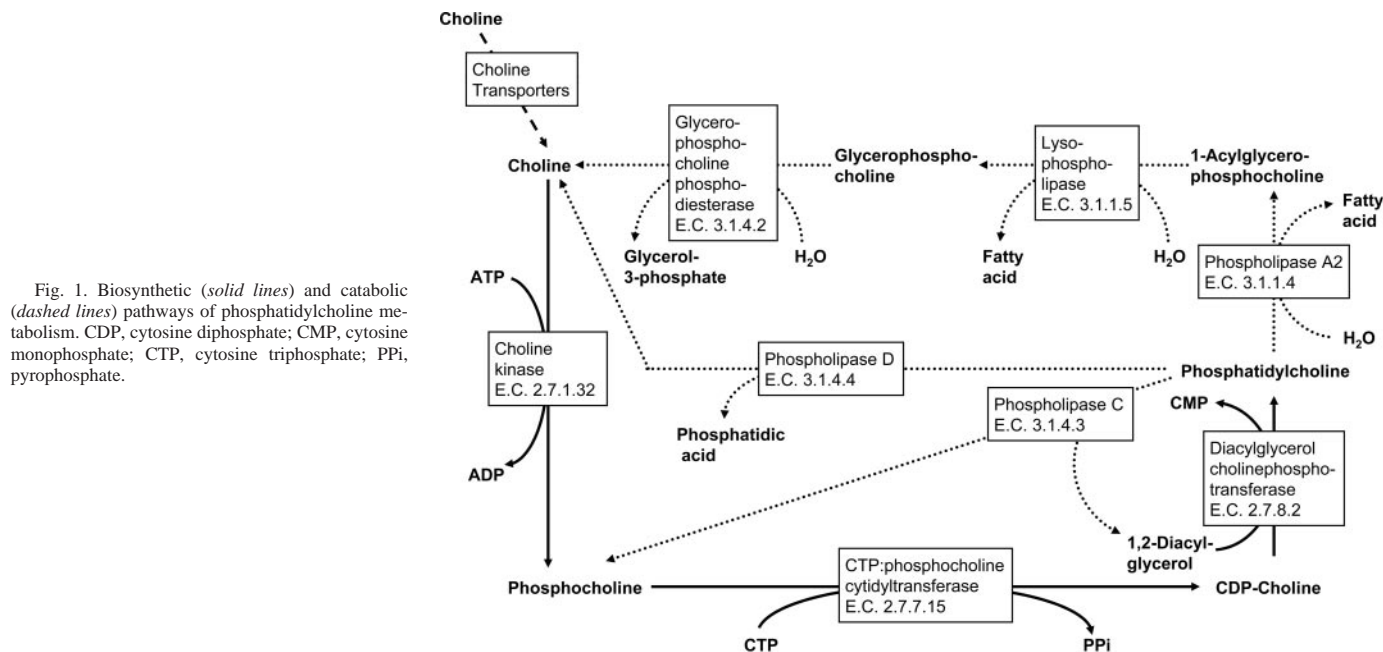 Fig. 1. Biosynthetic (solid lines) and catabolic
(dashed lines) pathways of phosphatidylcholine me-
tabolism. CDP, cytosine diphosphate; CMP, cytosine
monophosphate; CTP, cytosine triphosphate; PPi,
pyrophosphate.
Choline
Choline
Transporters
Choline
Glycero-
phospho-
choline
phospho-
diesterase
E.C. 3.1.4.2
Glycerophospho-
choline
Lyso-
phospho-
lipase
E.C. 3.1.1.5
1-Acylglycero-
phosphocholine
Fatty
acid
Glycerol-
3-phosphate
H₂O
Fatty
acid
H₂O
Phospholipase A2
E.C. 3.1.1.4
H₂O
ATP
Choline
kinase
E.C. 2.7.1.32
ADP
Phospholipase D
E.C. 3.1.4.4
Phosphatidic
acid
Phosphatidylcholine
Phospholipase C
E.C. 3.1.4.3
CMP
Diacylglycerol
cholinephospho-
transferase
E.C. 2.7.8.2
1,2-Diacyl-
glycerol
Phosphocholine
CTP:phosphocholine
cytidyltransferase
E.C. 2.7.7.15
CDP-Choline
CTP
PPi